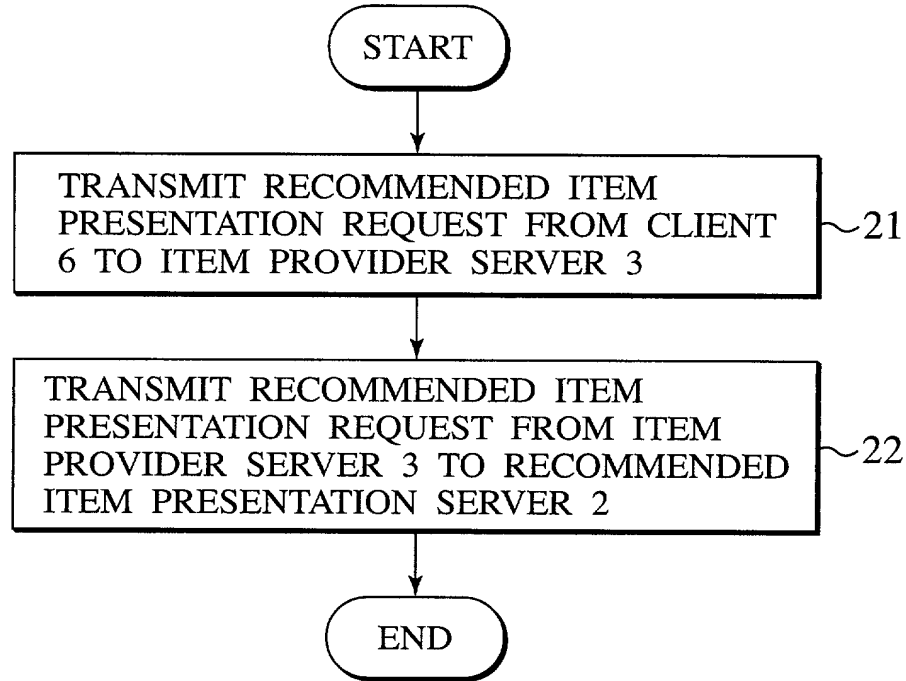 START
TRANSMIT RECOMMENDED ITEM
PRESENTATION REQUEST FROM CLIENT
6 TO ITEM PROVIDER SERVER 3
21
TRANSMIT RECOMMENDED ITEM
PRESENTATION REQUEST FROM ITEM
PROVIDER SERVER 3 TO RECOMMENDED
ITEM PRESENTATION SERVER 2
22
END